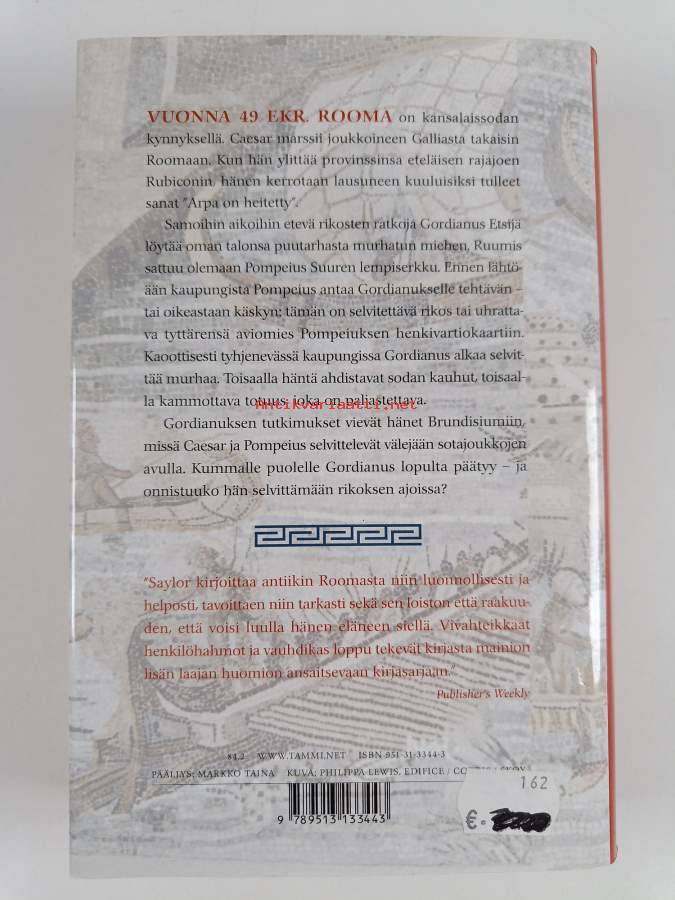 VUONNA 49 EKR. ROOMA on kansalaissodan
kynnyksellä. Caesar marssii joukkoineen Galliasta takaisin
Roomaan. Kun hän ylittää provinssinsa eteläisen rajajoen
Rubiconin, hänen kerrotaan lausuneen kuuluisiksi tulleet
sanat "Arpa on heitetty".
Samoihin aikoihin etevä rikosten ratkoja Gordianus Etsijä
löytää oman talonsa puutarhasta murhatun miehen. Ruumis
sattuu olemaan Pompeius Suuren lempiserkku. Ennen lähtö-
ään kaupungista Pompeius antaa Gordianukselle tehtävän –
tai oikeastaan käskyn: tämän on selvitettävä rikos tai uhratta-
va tyttärensä aviomies Pompeiuksen henkivartiokaartiin.
Kaoottisesti tyhjenevässä kaupungissa Gordianus alkaa selvit-
tää murhaa. Toisaalla häntä ahdistavat sodan kauhut, toisaal-
la kammottava totuus, joka on paljastettava.
Antikvariaatti.net
Gordianuksen tutkimukset vievät hänet Brundisiumiin,
missä Caesar ja Pompeius selvittelevät välejään sotajoukkojen
avulla. Kummalle puolelle Gordianus lopulta päätyy – ja
onnistuuko hän selvittämään rikoksen ajoissa?
"Saylor kirjoittaa antiikin Roomasta niin luonnollisesti ja
helposti, tavoittaen niin tarkasti sekä sen loiston että raakuu-
den, että voisi luulla hänen eläneen siellä. Vivahteikkaat
henkilöhahmot ja vauhdikas loppu tekevät kirjasta mainion
lisän laajan huomion ansaitsevaan kirjasarjaan."
Publisher's Weekly
84.2 WWW.TAMMI.NET ISBN 951-31-3344-3
PÄÄLLYS: MARKKO TAINA KUVA: PHILIPPA LEWIS, EDIFICE /
162
€.
9 789513 133443